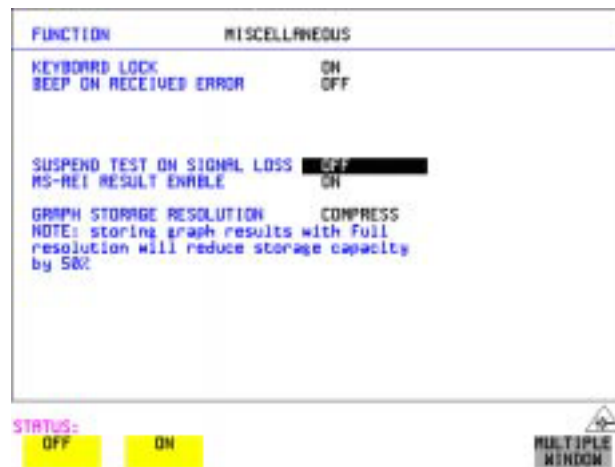 FUNCTION MISCELLANEOUS
KEYBOARD LOCK ON
BEEP ON RECEIVED ERROR OFF
SUSPEND TEST ON SIGNAL LOSS OFF
MS-REI RESULT ENABLE ON
GRAPH STORAGE RESOLUTION COMPRESS
NOTE: storing graph results with Full
resolution will reduce storage capacity
by 50%
STATUS:
OFF ON MULTIPLE
WINDOW